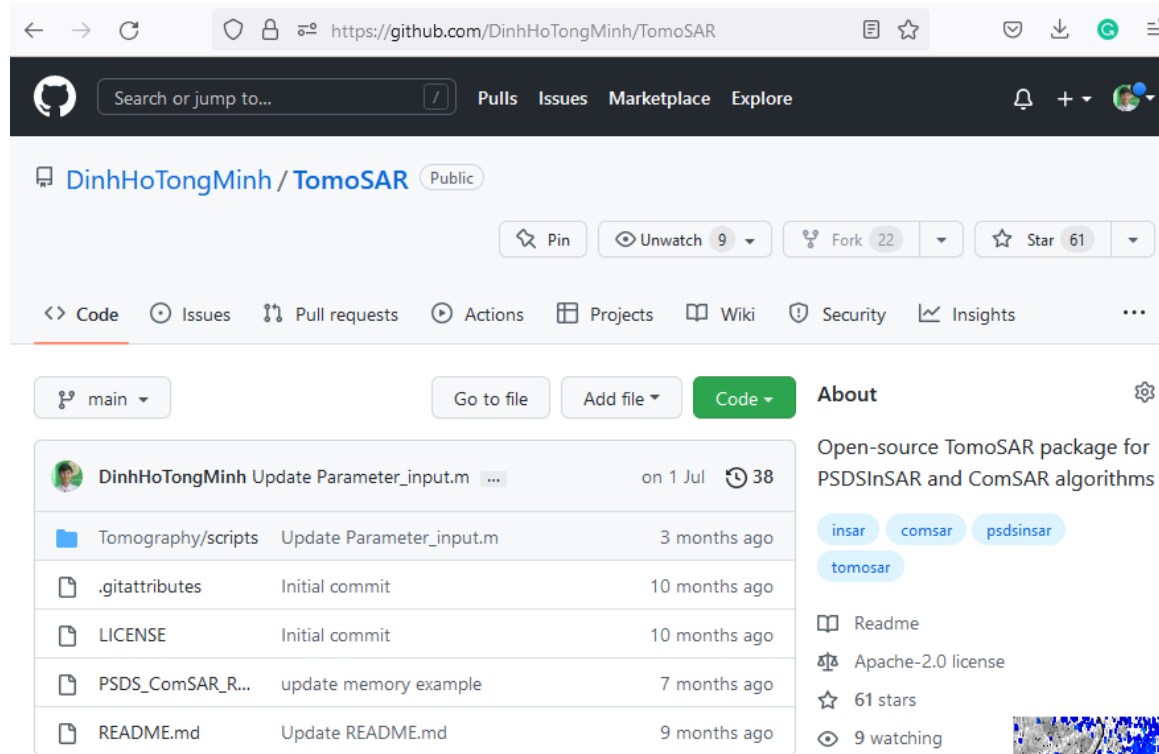 https://github.com/DinhHoTongMinh/TomoSAR
Search or jump to... / Pulls Issues Marketplace Explore
DinhHoTongMinh / TomoSAR Public
Pin Unwatch 9 Fork 22 Star 61
Code Issues Pull requests Actions Projects Wiki Security Insights ...
main Go to file Add file Code
DinhHoTongMinh Update Parameter_input.m ... on 1 Jul 38
Tomography/scripts Update Parameter_input.m 3 months ago
.gitattributes Initial commit 10 months ago
LICENSE Initial commit 10 months ago
PSDS_ComSAR_R... update memory example 7 months ago
README.md Update README.md 9 months ago
About
Open-source TomoSAR package for
PSDSInSAR and ComSAR algorithms
insar comsar psdsinsar
tomosar
Readme
Apache-2.0 license
61 stars
9 watching